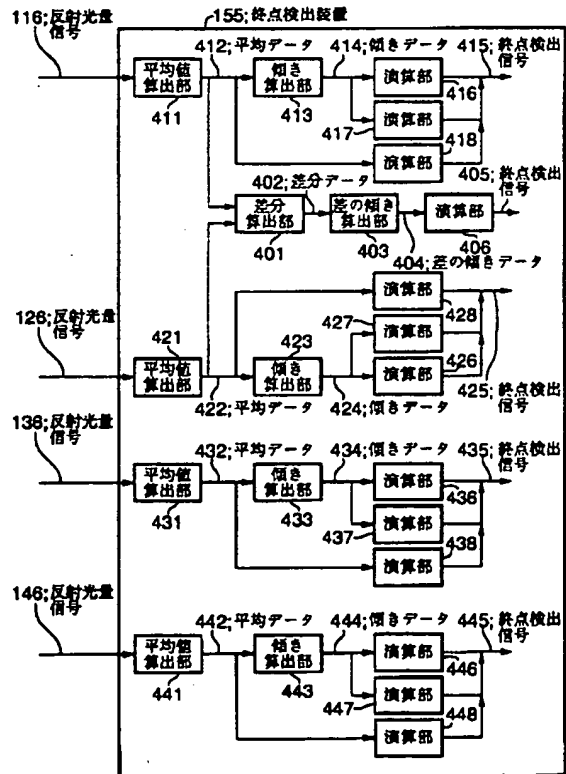 155;終点検出装置
116;反射光量
信号
412;平均データ
414;傾きデータ
415;終点検出
信号
平均値
算出部
411
傾き
算出部
413
演算部
416
演算部
417
演算部
418
402;差分データ
405;終点検出
信号
差分
算出部
401
差の傾き
算出部
403
演算部
406
404;差の傾きデータ
126;反射光量
信号
421
平均値
算出部
422;平均データ
423
傾き
算出部
424;傾きデータ
演算部
428
427
演算部
演算部
426
425;終点検出
信号
136;反射光量
信号
432;平均データ
434;傾きデータ
435;終点検出
信号
平均値
算出部
431
傾き
算出部
433
演算部
436
演算部
437
演算部
438
146;反射光量
信号
442;平均データ
444;傾きデータ
445;終点検出
信号
平均値
算出部
441
傾き
算出部
443
演算部
446
演算部
447
演算部
448